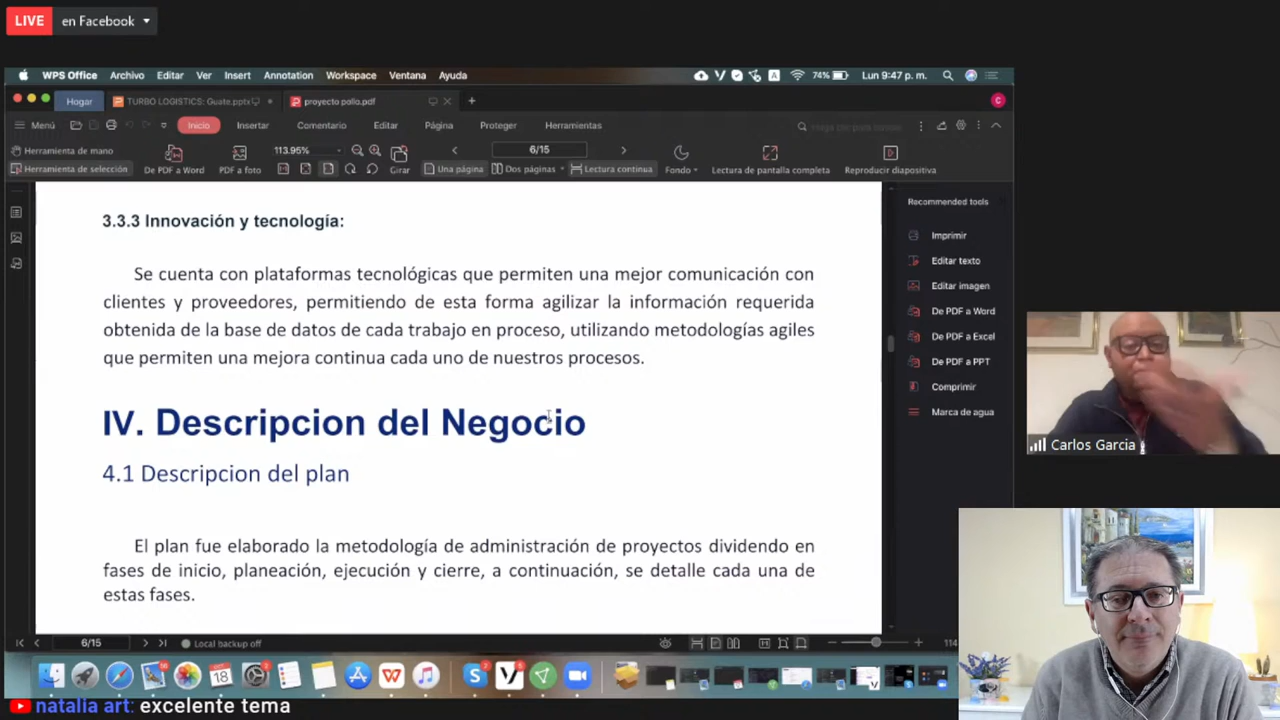 LIVE en Facebook
WPS Office Archivo Editar Ver Insert Annotation Workspace Ventana Ayuda 74% Lun 9:47 p. m.
Hogar TURBO LOGISTICS: Guate.pptx proyecto pollo.pdf C
Menú Inicio Insertar Comentario Editar Página Proteger Herramientas
Herramienta de mano
113.95% 6/15
Herramienta de selección De PDF a Word PDF a foto Girar Una página Dos páginas Lectura continua Fondo Lectura de pantalla completa Reproducir diapositiva
Recommended tools
Imprimir
Editar texto
Editar imagen
De PDF a Word
De PDF a Excel
De PDF a PPT
Comprimir
Marca de agua
3.3.3 Innovación y tecnología:
Se cuenta con plataformas tecnológicas que permiten una mejor comunicación con
clientes y proveedores, permitiendo de esta forma agilizar la información requerida
obtenida de la base de datos de cada trabajo en proceso, utilizando metodologías agiles
que permiten una mejora continua cada uno de nuestros procesos.
IV. Descripcion del Negocio
4.1 Descripcion del plan
El plan fue elaborado la metodología de administración de proyectos dividendo en
fases de inicio, planeación, ejecución y cierre, a continuación, se detalle cada una de
estas fases.
Carlos Garcia
6/15 Local backup off 114
18
natalia art: excelente tema